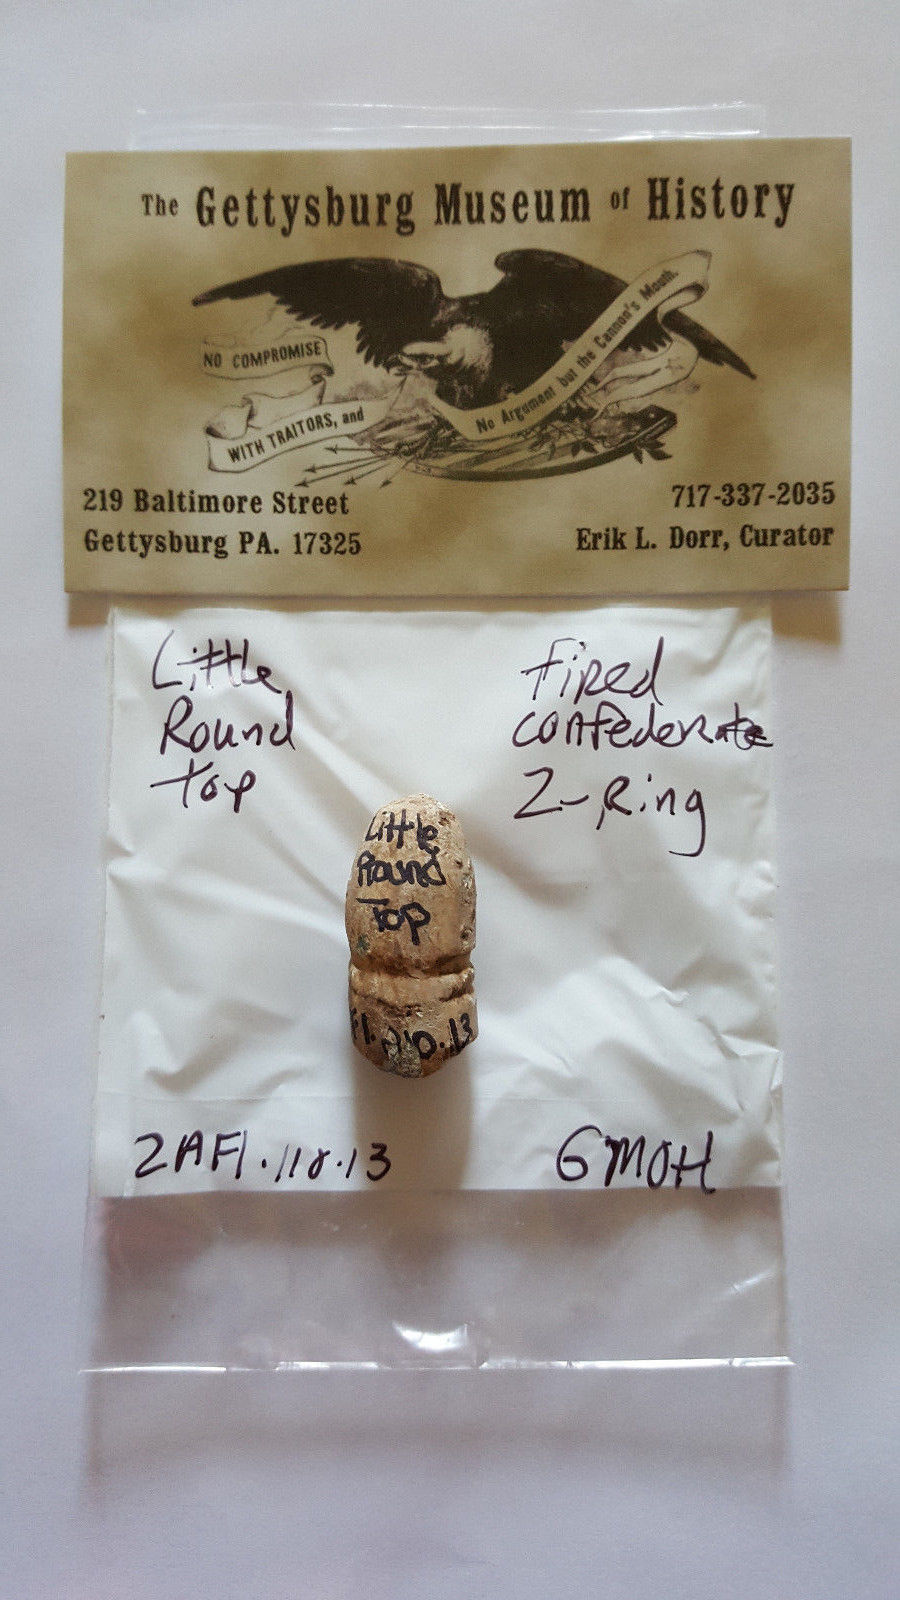 The Gettysburg Museum of History
NO COMPROMISE
WITH TRAITORS, and
No Argument but the Cannon's Mouth.
219 Baltimore Street
Gettysburg PA. 17325
717-337-2035
Erik L. Dorr, Curator
Little
Round
Top
Fired
Confederate
2-Ring
Little
Round
Top
2AFI.110.13
GMOH